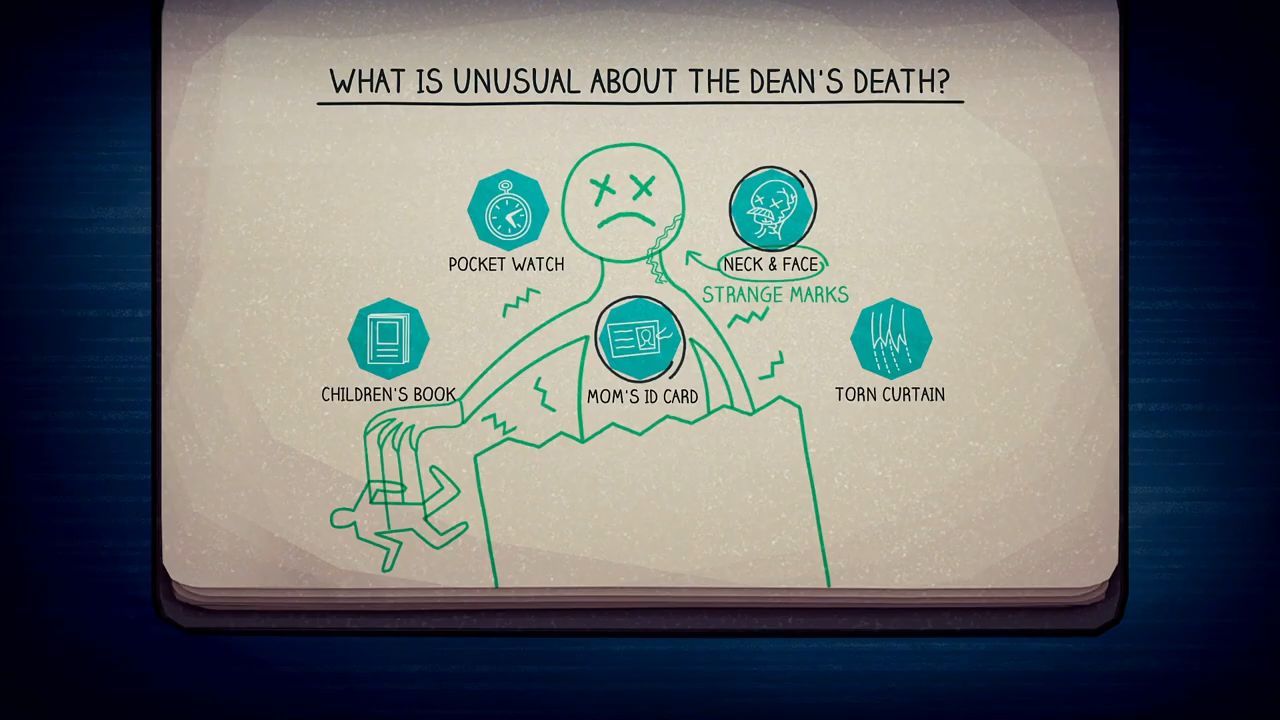 WHAT IS UNUSUAL ABOUT THE DEAN'S DEATH?
POCKET WATCH
NECK & FACE
STRANGE MARKS
CHILDREN'S BOOK
MOM'S ID CARD
TORN CURTAIN